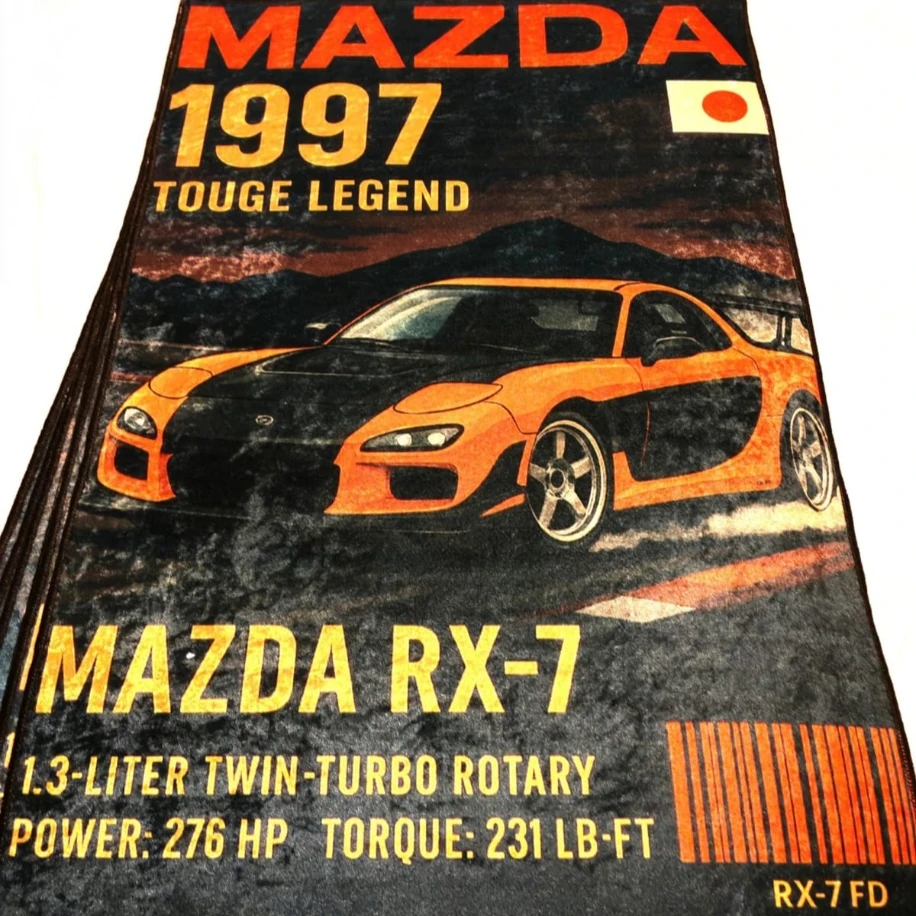 MAZDA
1997
TOUGE LEGEND
MAZDA RX-7
1.3-LITER TWIN-TURBO ROTARY
POWER: 276 HP TORQUE: 231 LB-FT
RX-7 FD